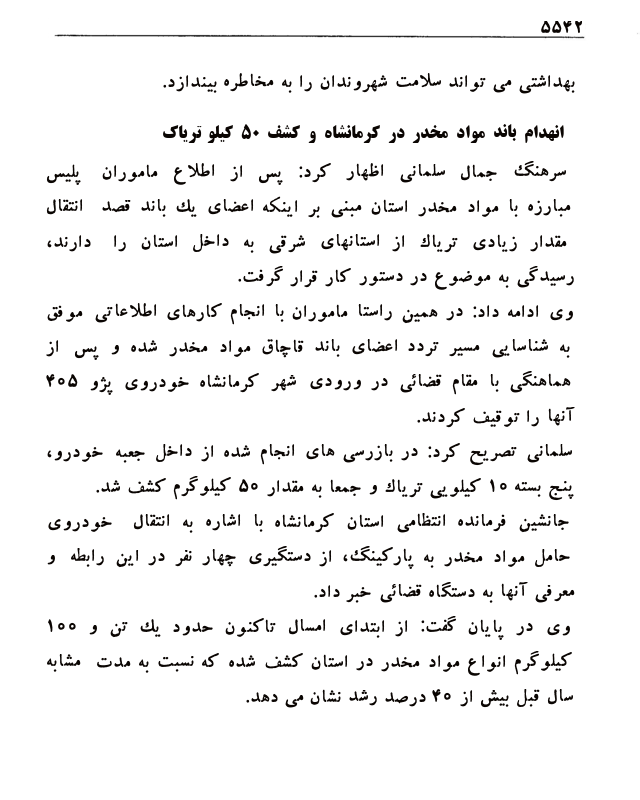 ۵۵۴۲
بهداشتی می تواند سلامت شهروندان را به مخاطره بیندازد.
انهدام باند مواد مخدر در کرمانشاه و کشف ۵۰ کیلو تریاک
سرهنگ جمال سلمانی اظهار کرد: پس از اطلاع ماموران پلیس
مبارزه با مواد مخدر استان مبنی بر اینکه اعضای یك باند قصد انتقال
مقدار زیادی تریاك از استانهای شرقی به داخل استان را دارند،
رسیدگی به موضوع در دستور کار قرار گرفت.
وی ادامه داد: در همین راستا ماموران با انجام کارهای اطلاعاتی موفق
به شناسایی مسیر تردد اعضای باند قاچاق مواد مخدر شده و پس از
هماهنگی با مقام قضائی در ورودی شهر کرمانشاه خودروی پژو ۴۰۵
آنها را توقیف کردند.
سلمانی تصریح کرد: در بازرسی های انجام شده از داخل جعبه خودرو،
پنج بسته ۱۰ کیلویی تریاك و جمعا به مقدار ۵۰ کیلوگرم کشف شد.
جانشین فرمانده انتظامی استان کرمانشاه با اشاره به انتقال خودروی
حامل مواد مخدر به پارکینگ، از دستگیری چهار نفر در این رابطه و
معرفی آنها به دستگاه قضائی خبر داد.
وی در پایان گفت: از ابتدای امسال تاکنون حدود یك تن و ۱۰۰
کیلوگرم انواع مواد مخدر در استان کشف شده که نسبت به مدت مشابه
سال قبل بیش از ۴۰ درصد رشد نشان می دهد.